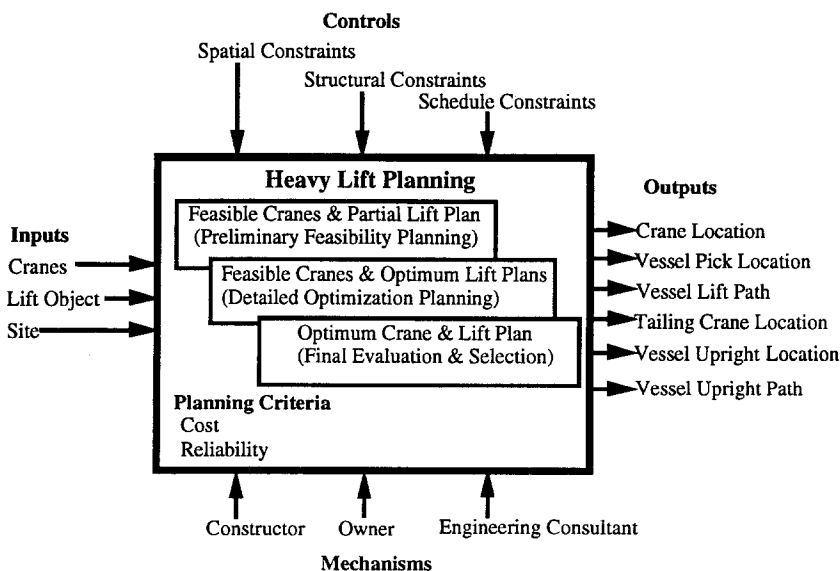 Controls
Spatial Constraints
Structural Constraints
Schedule Constraints
Heavy Lift Planning
Feasible Cranes & Partial Lift Plan
(Preliminary Feasibility Planning)
Feasible Cranes & Optimum Lift Plans
(Detailed Optimization Planning)
Optimum Crane & Lift Plan
(Final Evaluation & Selection)
Planning Criteria
Cost
Reliability
Inputs
Cranes
Lift Object
Site
Outputs
Crane Location
Vessel Pick Location
Vessel Lift Path
Tailing Crane Location
Vessel Upright Location
Vessel Upright Path
Constructor
Owner
Engineering Consultant
Mechanisms